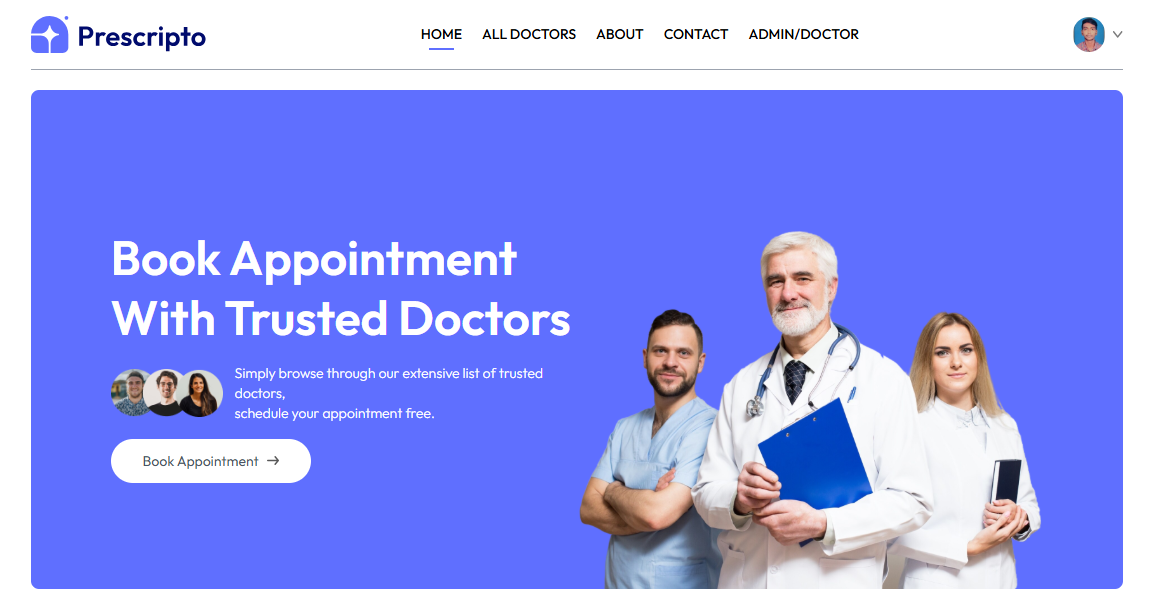 Prescripto
HOME
ALL DOCTORS
ABOUT
CONTACT
ADMIN/DOCTOR
Book Appointment
With Trusted Doctors
Simply browse through our extensive list of trusted
doctors,
schedule your appointment free.
Book Appointment →